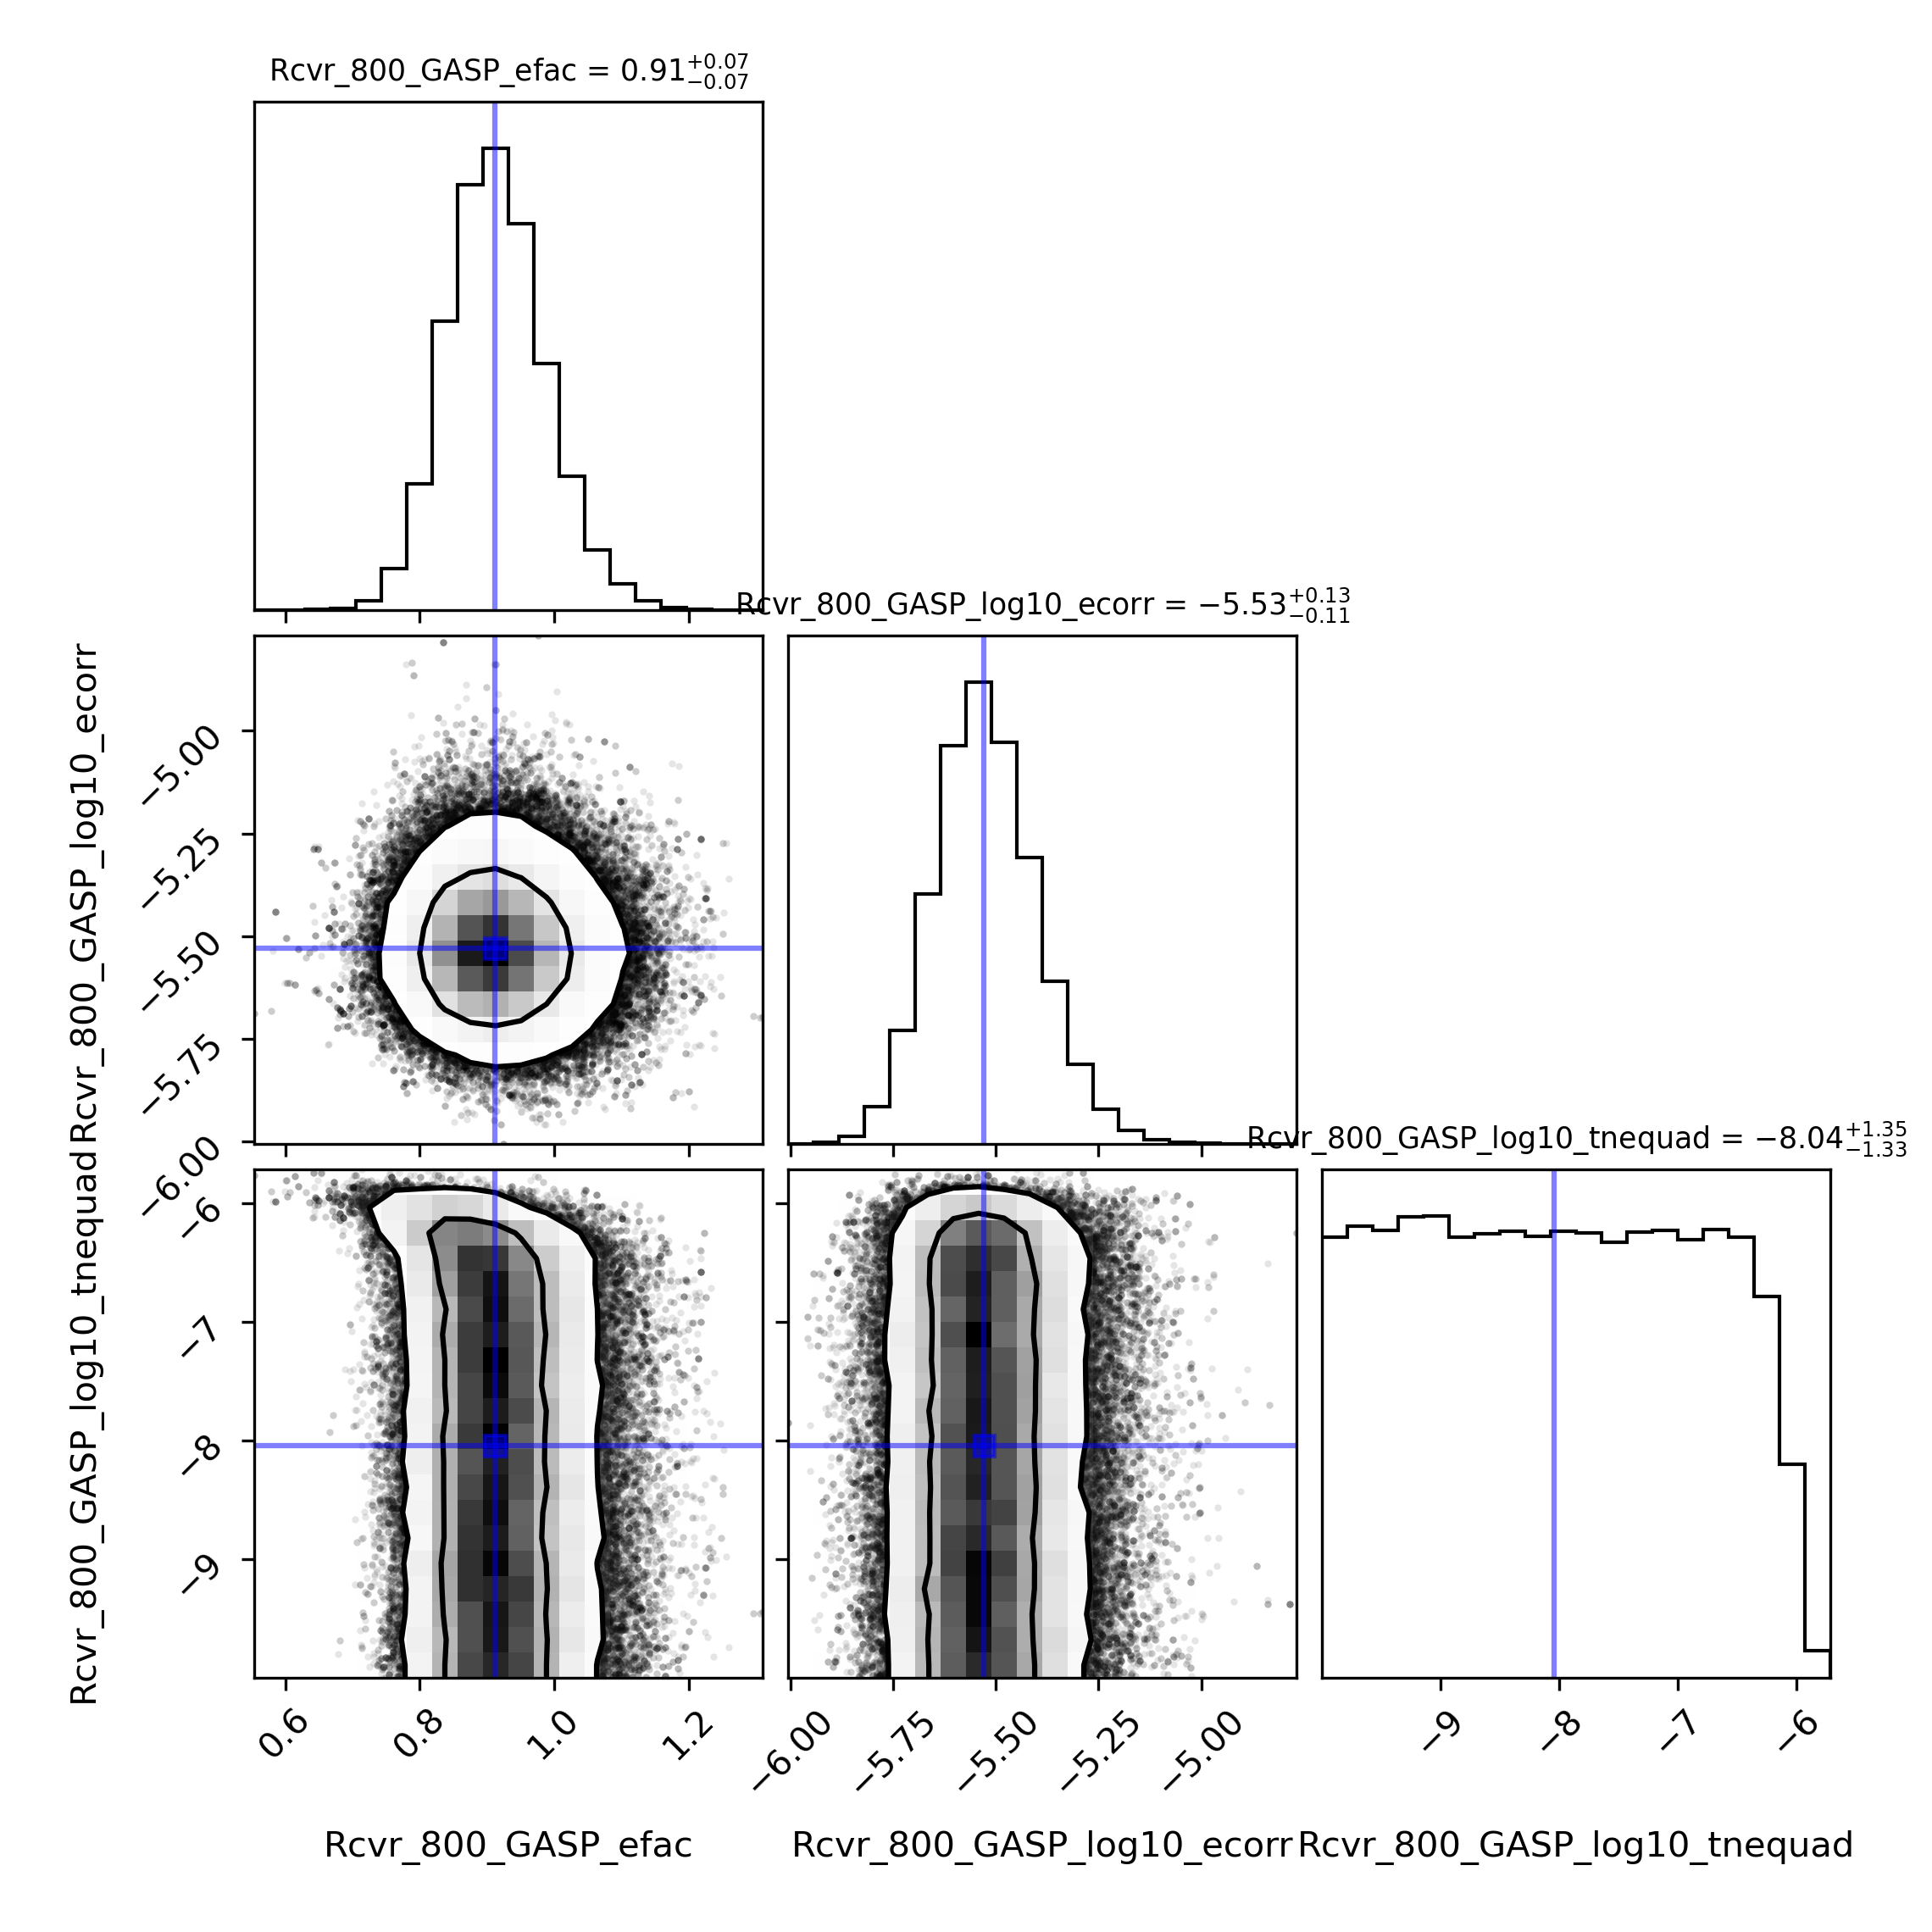 Rcvr_800_GASP_efac = 0.91+0.07−0.07
Rcvr_800_GASP_log10_ecorr = −5.53+0.13−0.11
Rcvr_800_GASP_log10_ecorr
−5.00
−5.25
−5.50
−5.75
−6.00
Rcvr_800_GASP_log10_tnequad = −8.04+1.35−1.33
Rcvr_800_GASP_log10_tnequad
−6
−7
−8
−9
0.6 0.8 1.0 1.2
−6.00 −5.75 −5.50 −5.25 −5.00
−9 −8 −7 −6
Rcvr_800_GASP_efac
Rcvr_800_GASP_log10_ecorr
Rcvr_800_GASP_log10_tnequad